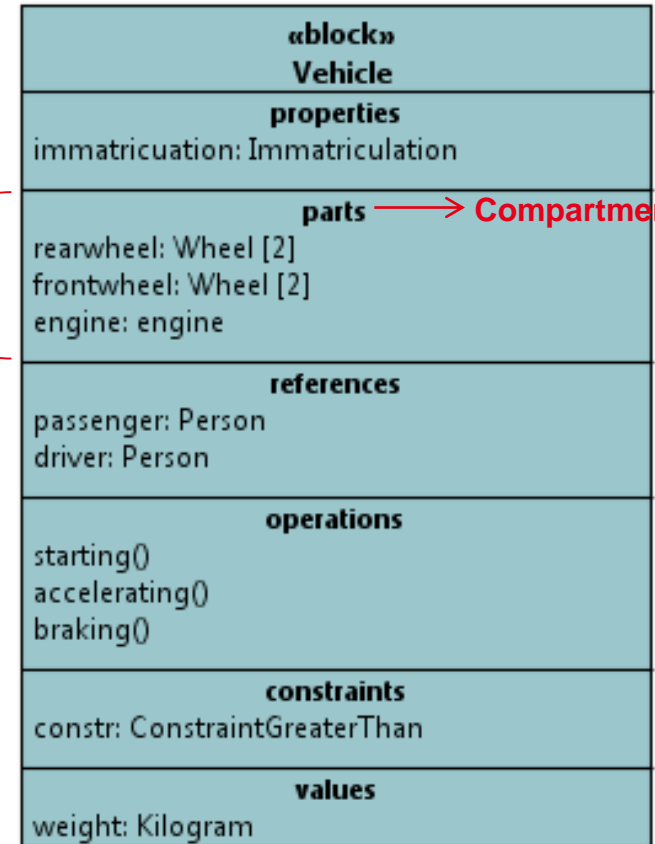 «block»
Vehicle
properties
immatricuation: Immatriculation
parts
rearwheel: Wheel [2]
frontwheel: Wheel [2]
engine: engine
references
passenger: Person
driver: Person
operations
starting()
accelerating()
braking()
constraints
constr: ConstraintGreaterThan
values
weight: Kilogram